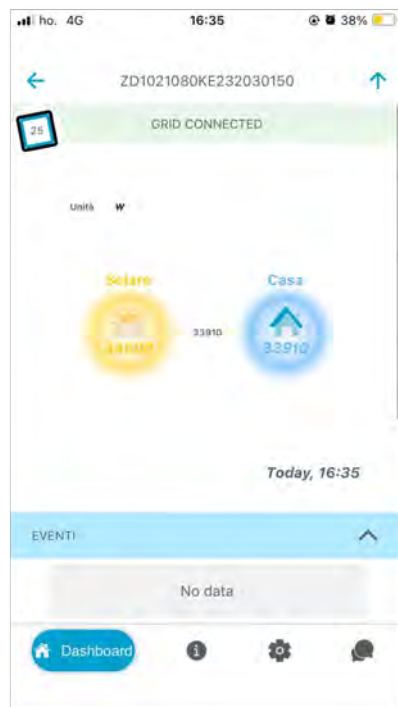 ho. 4G 16:35 38%
ZD1021080KE232030150
25 GRID CONNECTED
Unità W
Solare Casa
33910
33910
Today, 16:35
EVENTI
No data
Dashboard